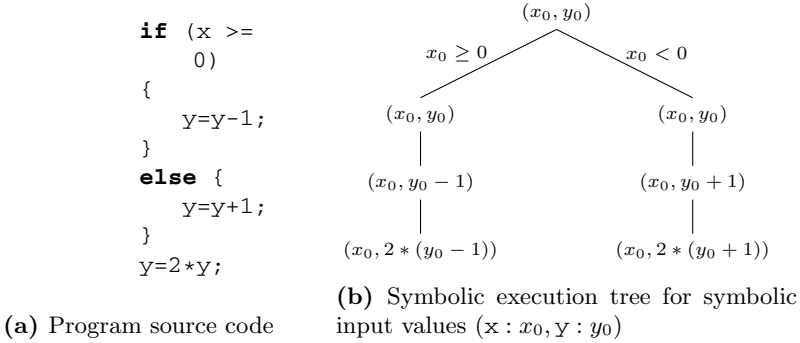 if (x >=
0)
{
y=y-1;
}
else {
y=y+1;
}
y=2*y;
(a) Program source code
(x₀, y₀)
x₀ ≥ 0
x₀ < 0
(x₀, y₀)
(x₀, y₀)
(x₀, y₀ − 1)
(x₀, y₀ + 1)
(x₀, 2 ∗ (y₀ − 1))
(x₀, 2 ∗ (y₀ + 1))
(b) Symbolic execution tree for symbolic
input values (x : x₀, y : y₀)